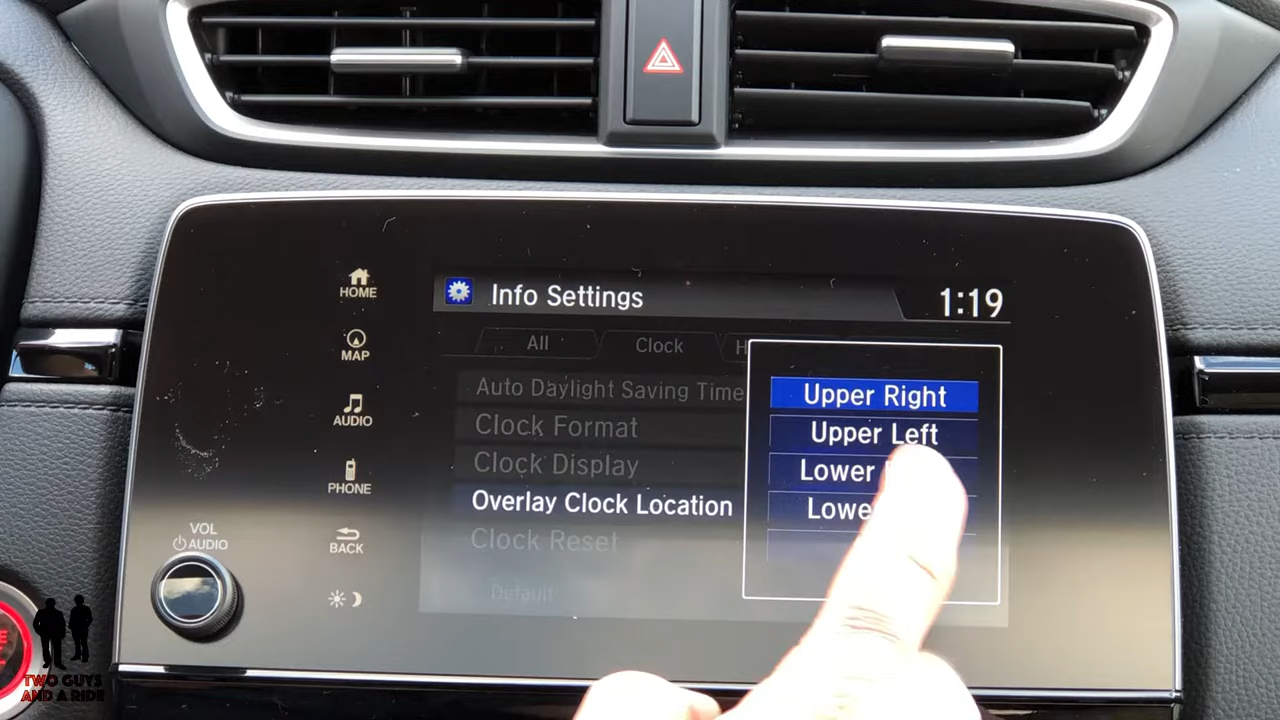 Info Settings
1:19
HOME
MAP
AUDIO
PHONE
BACK
All
Clock
H
Auto Daylight Saving Time
Clock Format
Clock Display
Overlay Clock Location
Clock Reset
Default
Upper Right
Upper Left
Lower
VOL
AUDIO
TWO GUYS
AND A RIDE